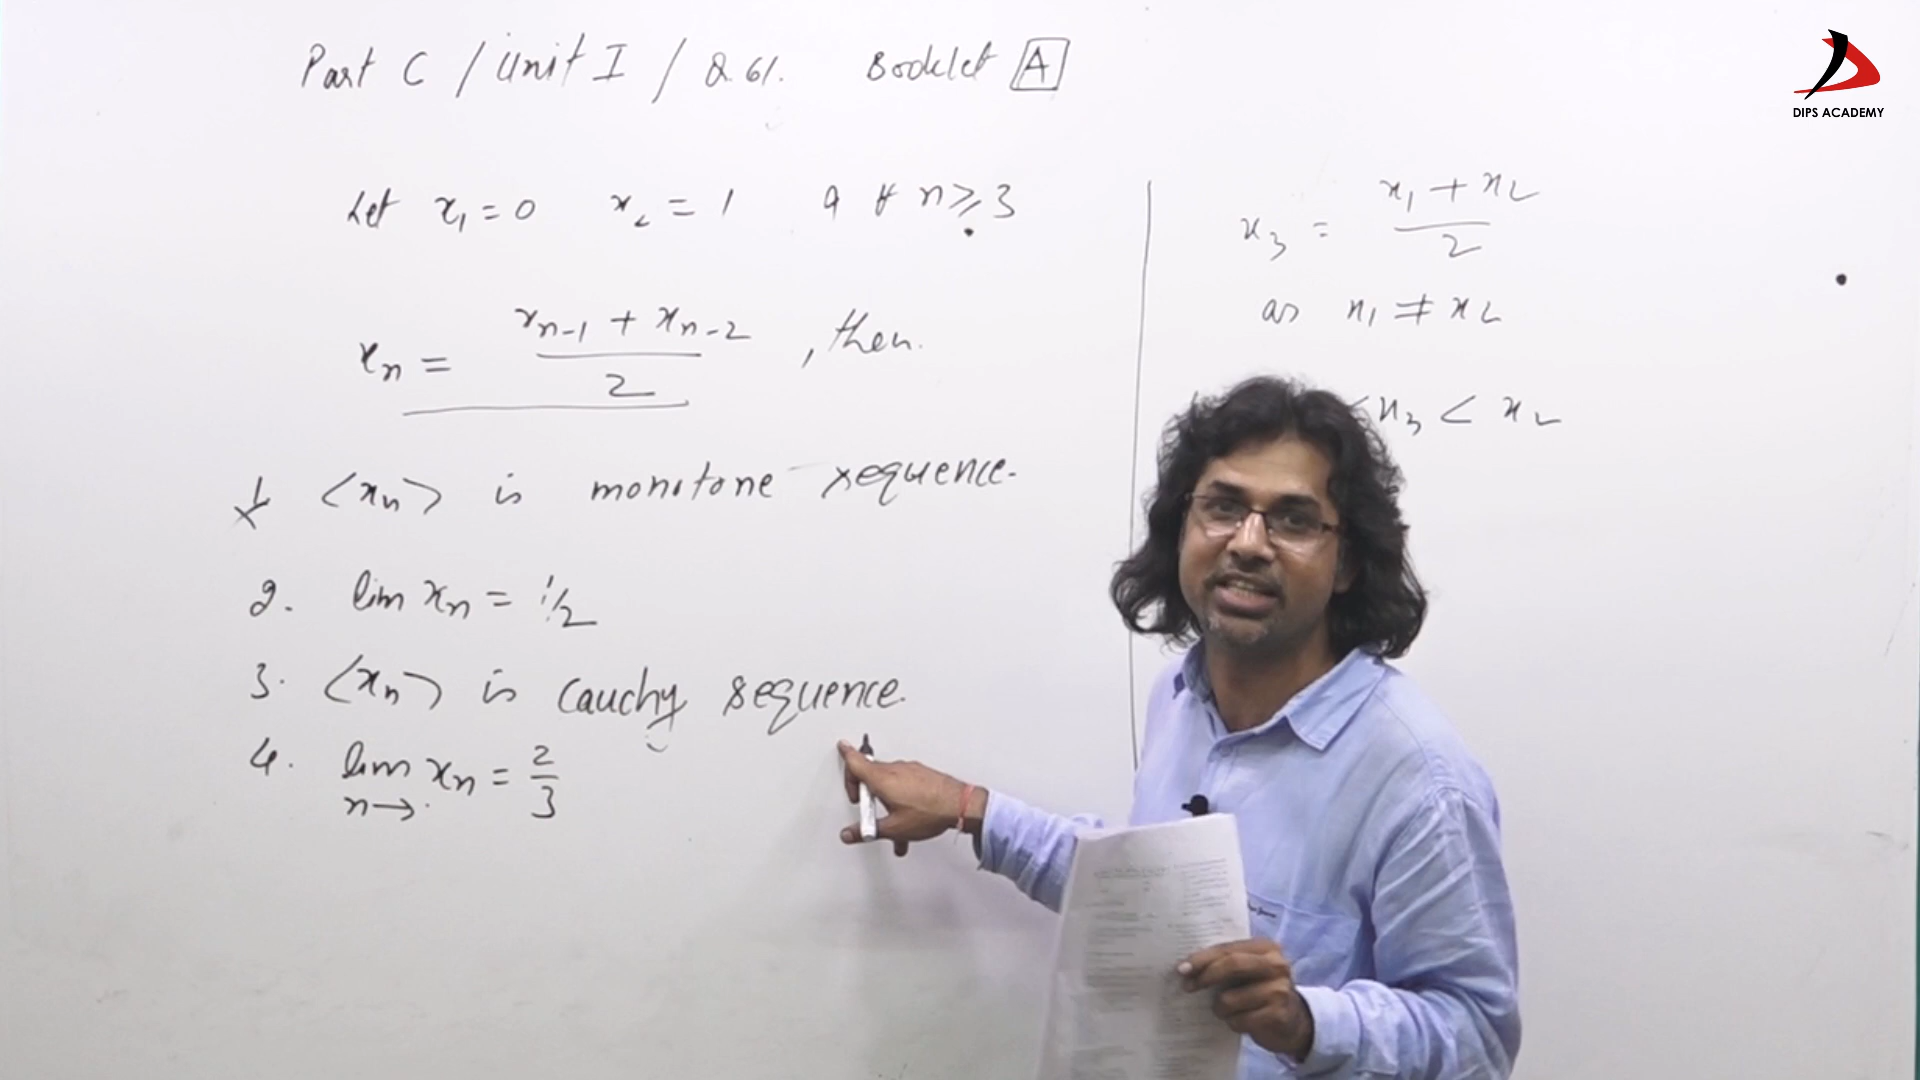 Part C / Unit I / Q.61. Booklet A
Let x₁ = 0 x₂ = 1 & ∀ n ≥ 3
xₙ = (xₙ₋₁ + xₙ₋₂) / 2 , then.
1. <xₙ> is monotone sequence.
2. lim xₙ = 1/2
3. <xₙ> is Cauchy sequence.
4. lim xₙ = 2/3
n→
x₃ = (x₁ + x₂) / 2
as x₁ ≠ x₂
< x₃ < x₂
DIPS ACADEMY